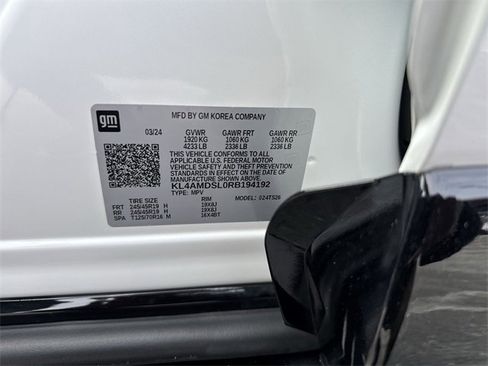 gm
MFD BY GM KOREA COMPANY
03/24 GVWR GAWR FRT GAWR RR
1920 KG 1060 KG 1060 KG
4233 LB 2336 LB 2336 LB
THIS VEHICLE CONFORMS TO ALL
APPLICABLE U.S. FEDERAL MOTOR
VEHICLE SAFETY AND THEFT PREVENTION
STANDARDS IN EFFECT ON THE DATE OF
MANUFACTURE SHOWN ABOVE.
KL4AMDSL0RB194192
TYPE: MPV MODEL: 024TS26
TIRE SIZE RIM
FRT 245/45R19 H 19X8J
RR 245/45R19 H 19X8J
SPA T125/70R16 M 16X4BT